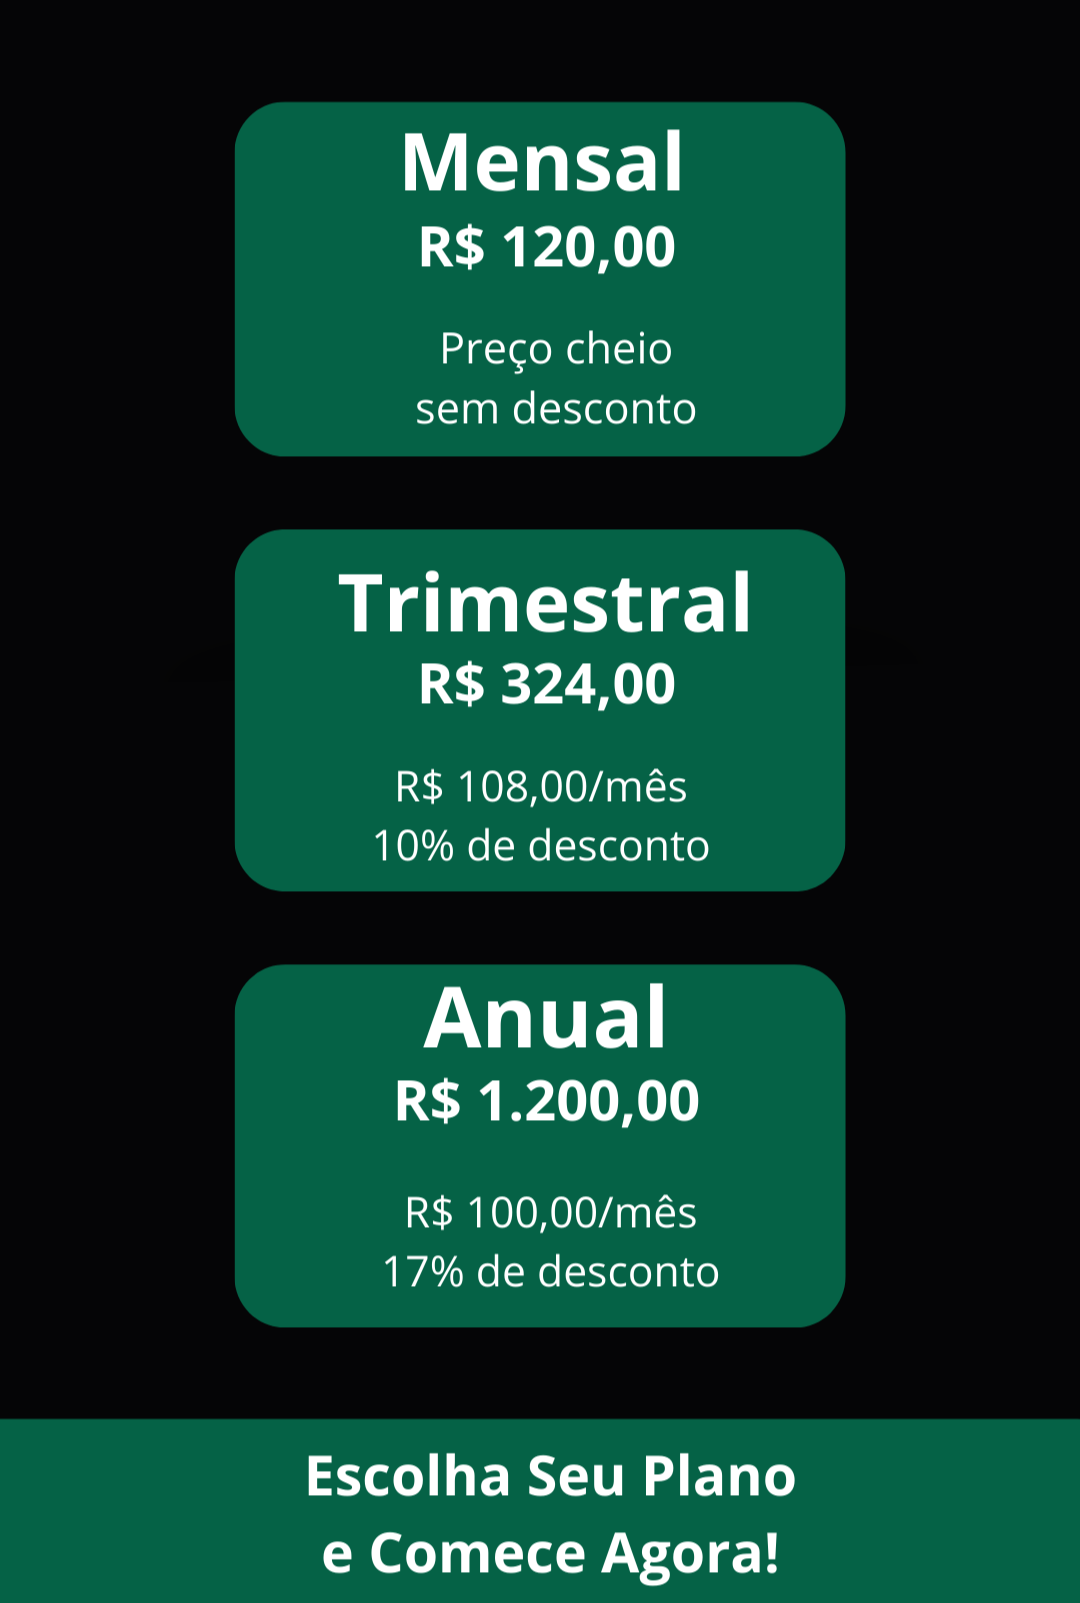 Mensal
R$ 120,00
Preço cheio
sem desconto
Trimestral
R$ 324,00
R$ 108,00/mês
10% de desconto
Anual
R$ 1.200,00
R$ 100,00/mês
17% de desconto
Escolha Seu Plano
e Comece Agora!